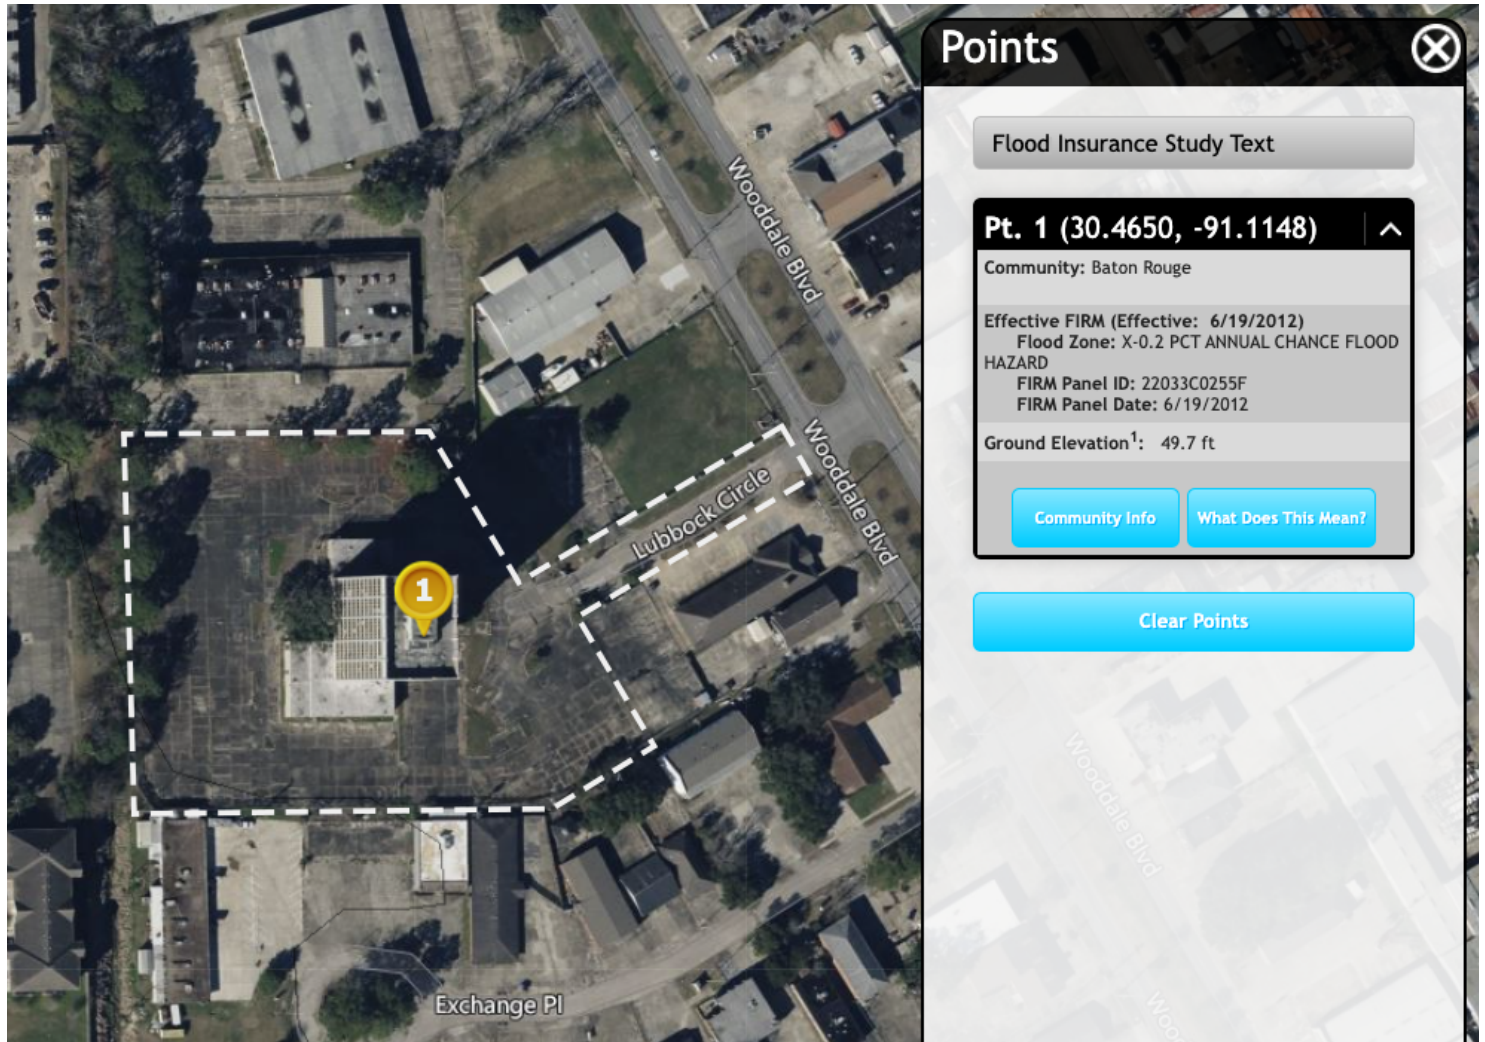 Points
Flood Insurance Study Text
Pt. 1 (30.4650, -91.1148)
Community: Baton Rouge
Effective FIRM (Effective: 6/19/2012)
Flood Zone: X-0.2 PCT ANNUAL CHANCE FLOOD
HAZARD
FIRM Panel ID: 22033C0255F
FIRM Panel Date: 6/19/2012
Ground Elevation¹: 49.7 ft
Community Info
What Does This Mean?
Clear Points
Wooddale Blvd
Wooddale Blvd
Lubbock Circle
1
Exchange Pl
Wooddale Blvd
Woo